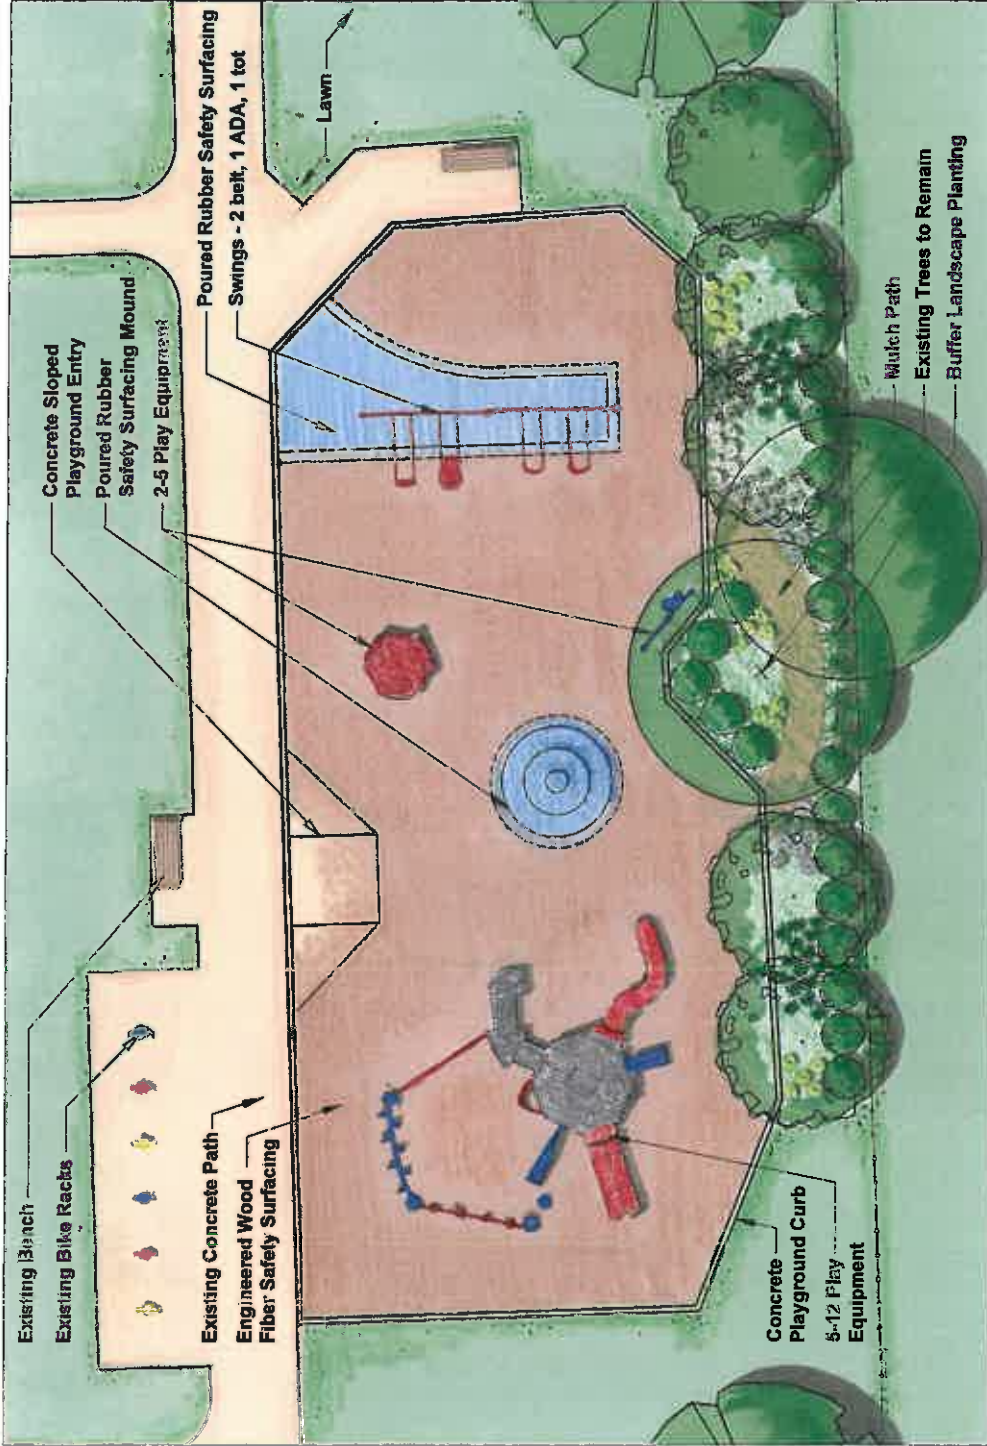 Existing Bench
Existing Bike Racks
Existing Concrete Path
Engineered Wood
Fiber Safety Surfacing
Concrete Sloped
Playground Entry
Poured Rubber
Safety Surfacing Mound
2-5 Play Equipment
Poured Rubber Safety Surfacing
Swings - 2 belt, 1 ADA, 1 tot
Lawn
Concrete
Playground Curb
5-12 Play
Equipment
Mulch Path
Existing Trees to Remain
Buffer Landscape Planting